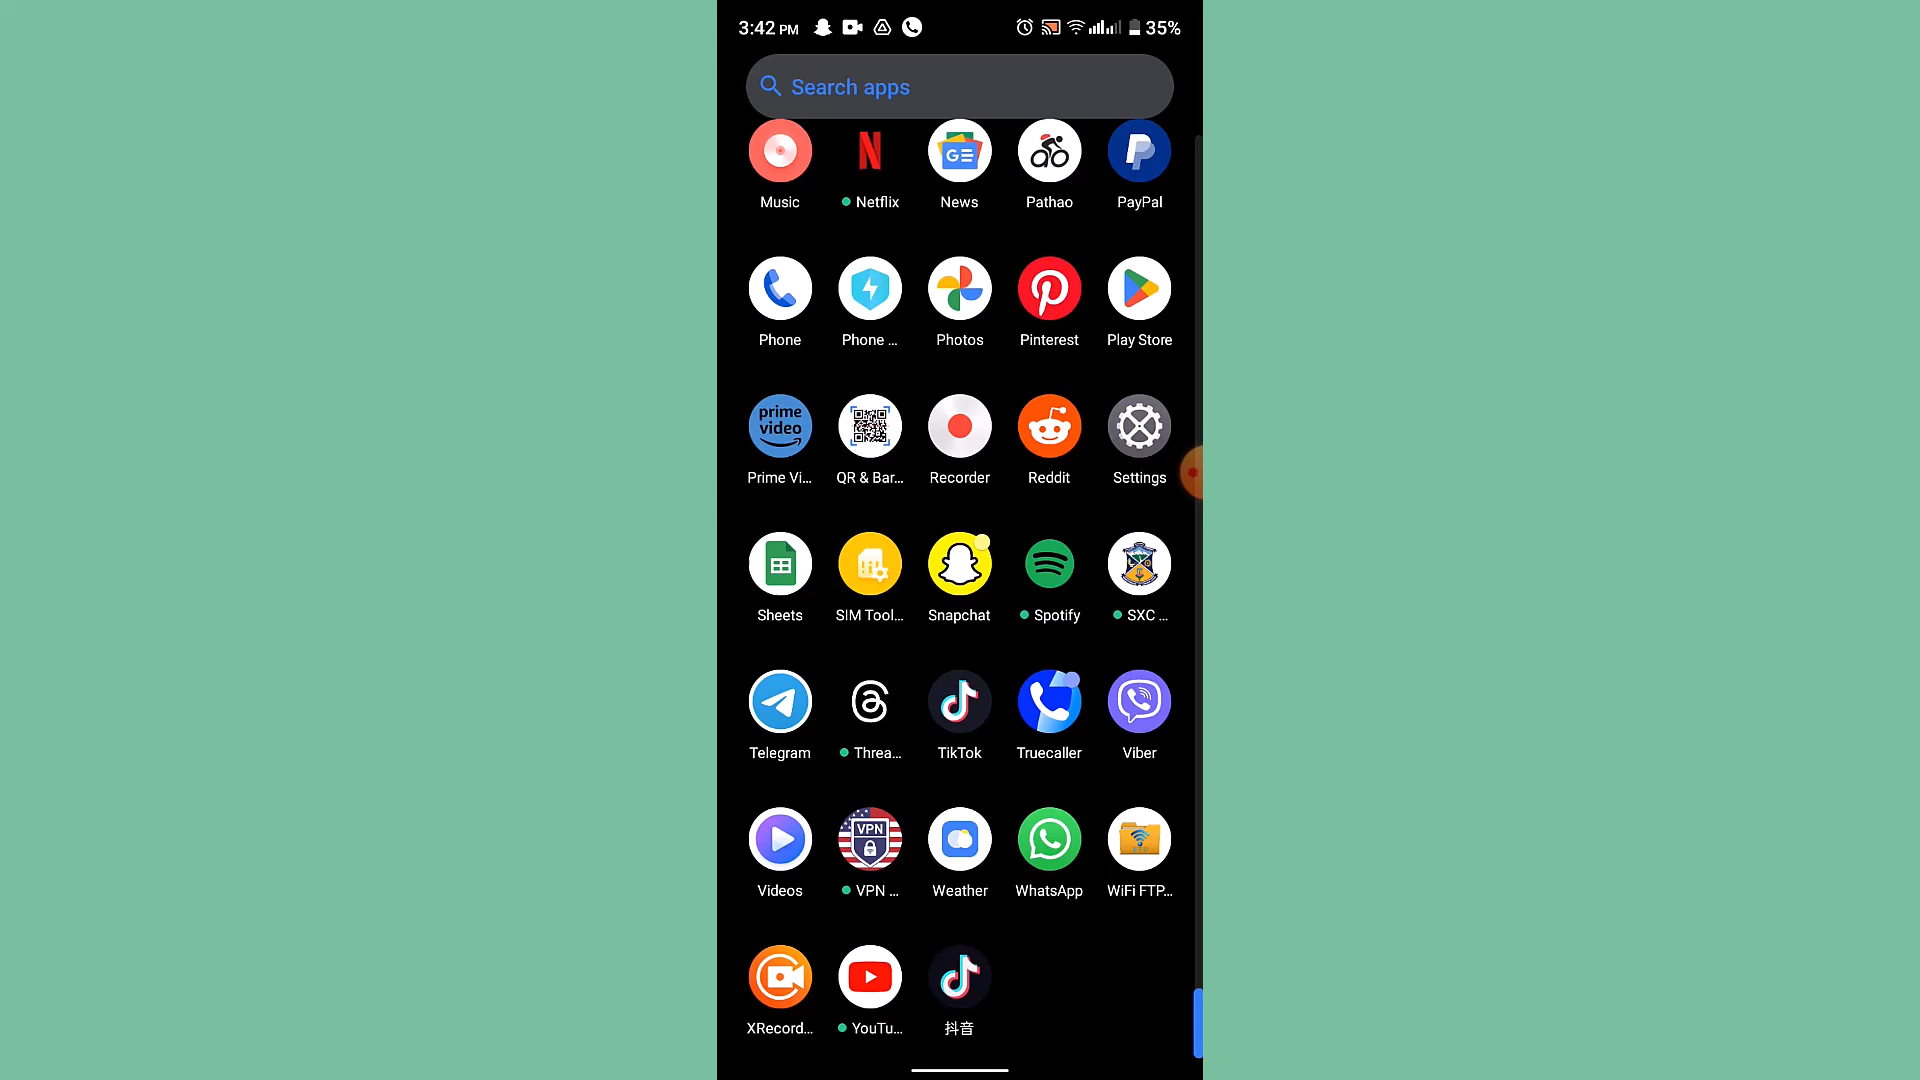 3:42 PM 35%
Search apps
GE
Music Netflix News Pathao PayPal
Phone Phone ... Photos Pinterest Play Store
prime
video
Prime Vi... QR & Bar... Recorder Reddit Settings
Sheets SIM Tool... Snapchat Spotify SXC ...
Telegram Threa... TikTok Truecaller Viber
VPN
FTP
Videos VPN ... Weather WhatsApp WiFi FTP...
XRecord... YouTu... 抖音